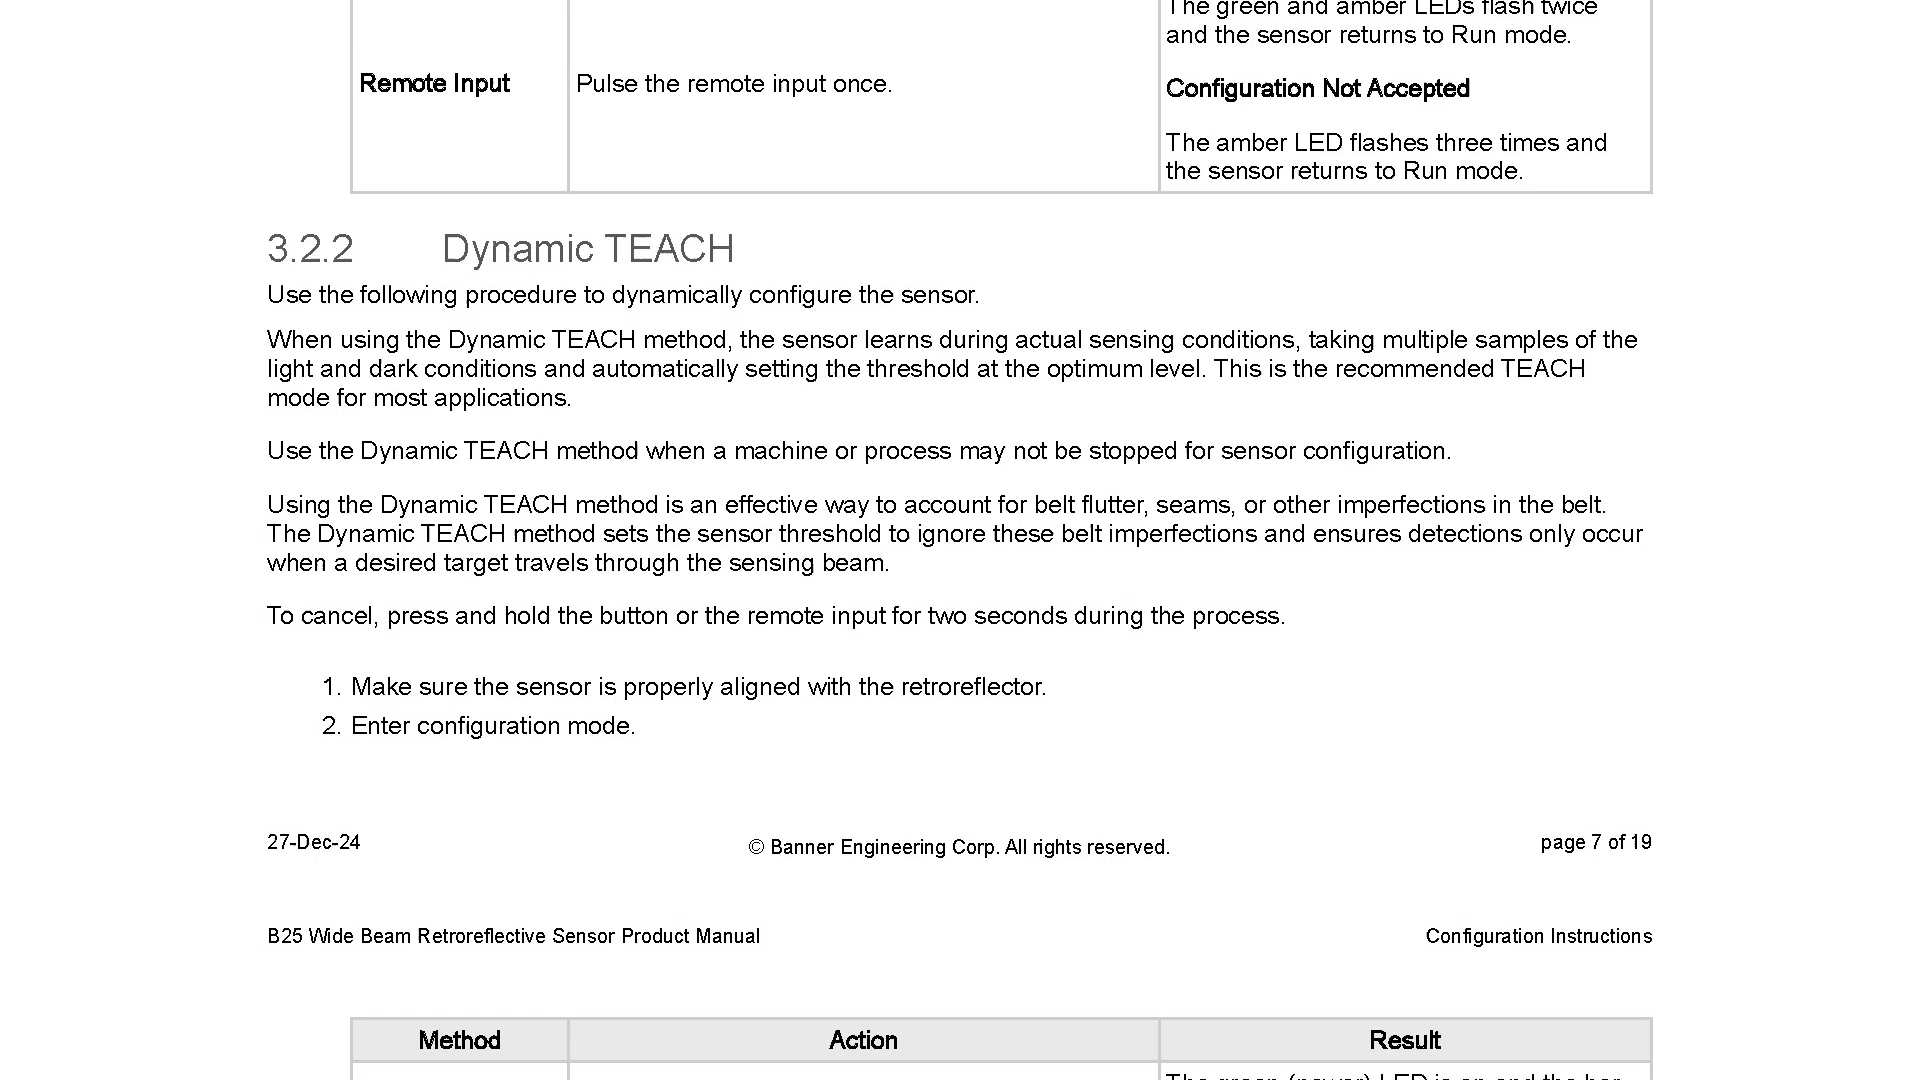 The green and amber LEDs flash twice
and the sensor returns to Run mode.
Remote Input
Pulse the remote input once.
Configuration Not Accepted
The amber LED flashes three times and
the sensor returns to Run mode.
3.2.2 Dynamic TEACH
Use the following procedure to dynamically configure the sensor.
When using the Dynamic TEACH method, the sensor learns during actual sensing conditions, taking multiple samples of the
light and dark conditions and automatically setting the threshold at the optimum level. This is the recommended TEACH
mode for most applications.
Use the Dynamic TEACH method when a machine or process may not be stopped for sensor configuration.
Using the Dynamic TEACH method is an effective way to account for belt flutter, seams, or other imperfections in the belt.
The Dynamic TEACH method sets the sensor threshold to ignore these belt imperfections and ensures detections only occur
when a desired target travels through the sensing beam.
To cancel, press and hold the button or the remote input for two seconds during the process.
1. Make sure the sensor is properly aligned with the retroreflector.
2. Enter configuration mode.
27-Dec-24
© Banner Engineering Corp. All rights reserved.
page 7 of 19
B25 Wide Beam Retroreflective Sensor Product Manual
Configuration Instructions
Method
Action
Result
The green (power) LED is on and the bar